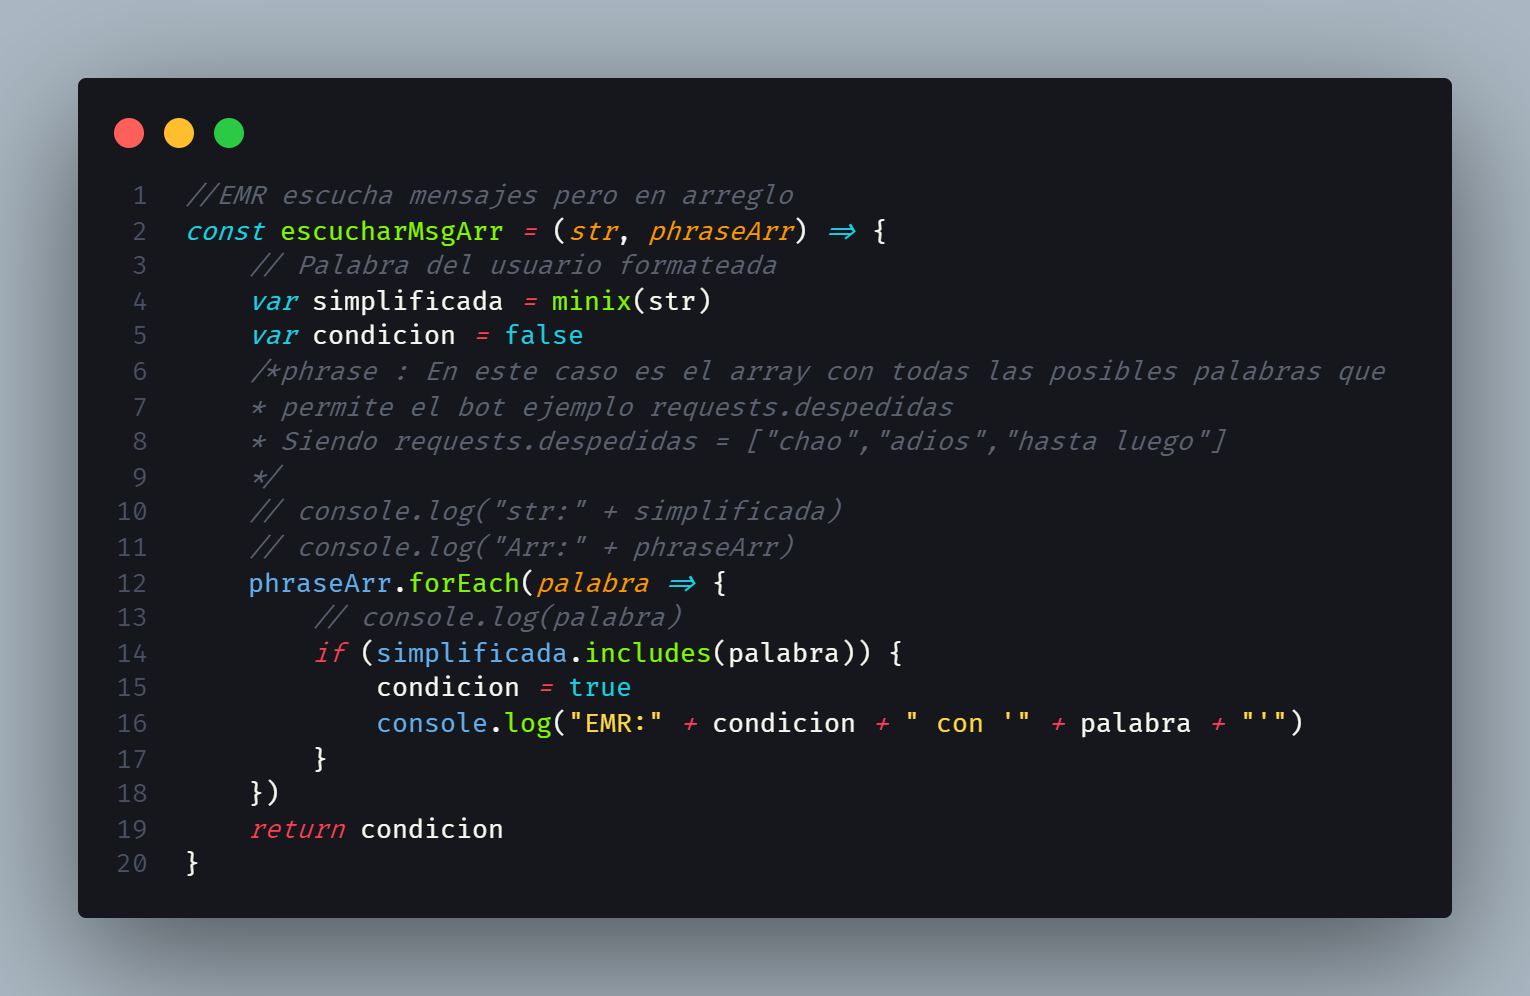 1 //EMR escucha mensajes pero en arreglo
2 const escucharMsgArr = (str, phraseArr) => {
3     // Palabra del usuario formateada
4     var simplificada = minix(str)
5     var condicion = false
6     /*phrase : En este caso es el array con todas las posibles palabras que
7     * permite el bot ejemplo requests.despedidas
8     * Siendo requests.despedidas = ["chao","adios","hasta luego"]
9     */
10     // console.log("str:" + simplificada)
11     // console.log("Arr:" + phraseArr)
12     phraseArr.forEach(palabra => {
13         // console.log(palabra)
14         if (simplificada.includes(palabra)) {
15             condicion = true
16             console.log("EMR:" + condicion + " con '" + palabra + "'")
17         }
18     })
19     return condicion
20 }